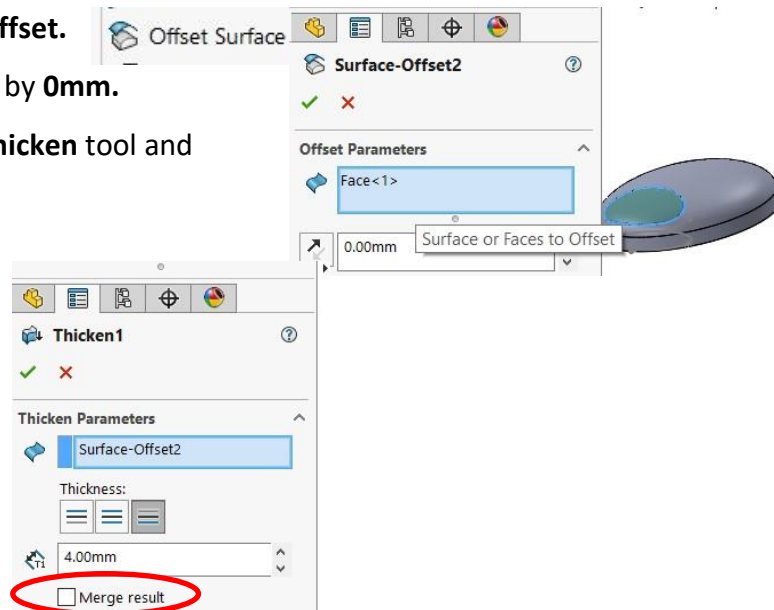 ffset.
Offset Surface
by 0mm.
hicken tool and
Surface-Offset2
Offset Parameters
Face<1>
0.00mm
Surface or Faces to Offset
Thicken1
Thicken Parameters
Surface-Offset2
Thickness:
T1
4.00mm
Merge result